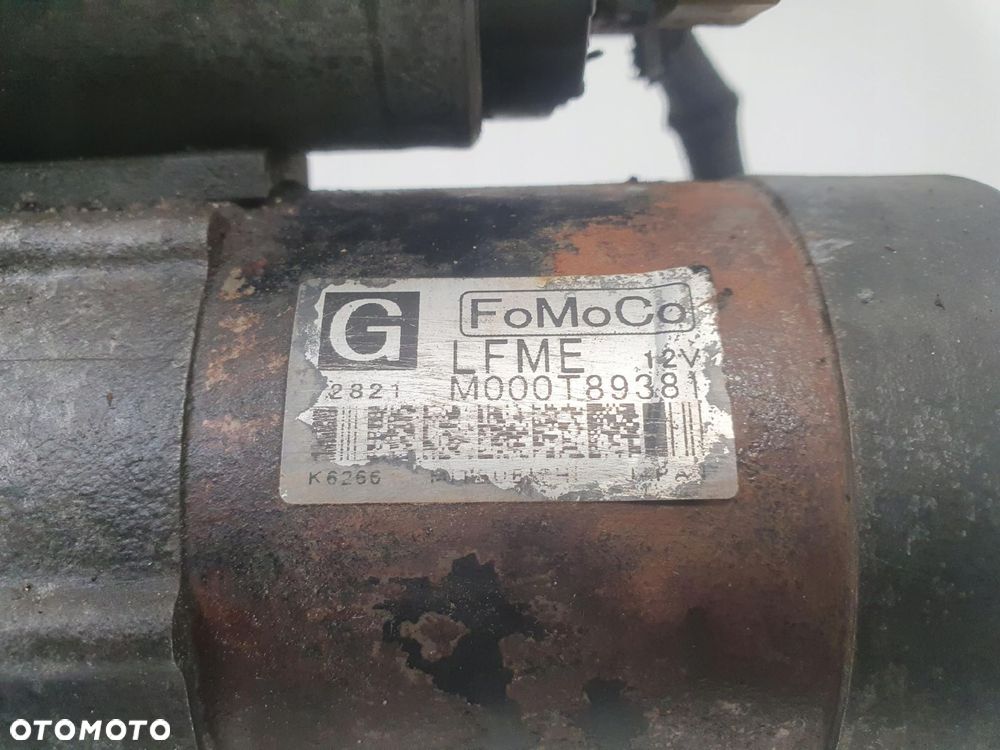 G FoMoCo
LFME 12V
2821 M000T89381
K6266
OTOMOTO